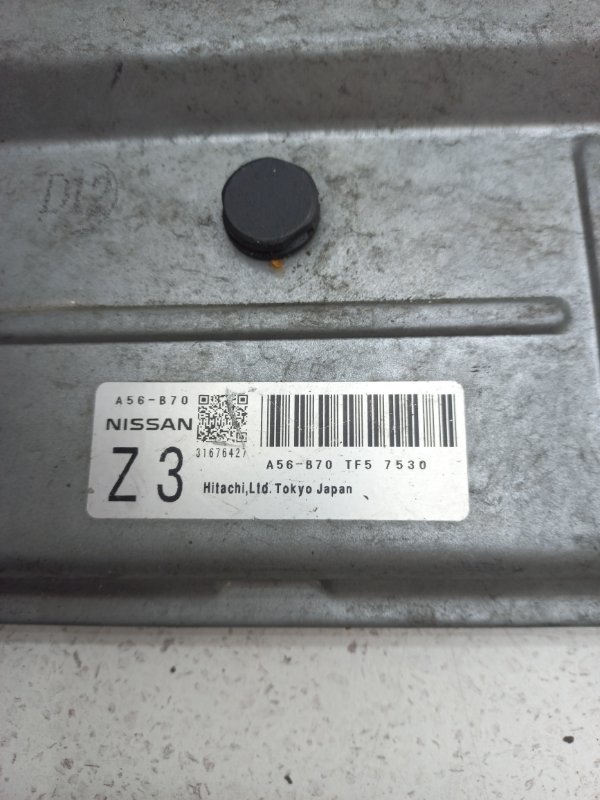 D12
A56-B70
NISSAN
31676427
Z3
A56-B70 TF5 7530
Hitachi,Ltd. Tokyo Japan